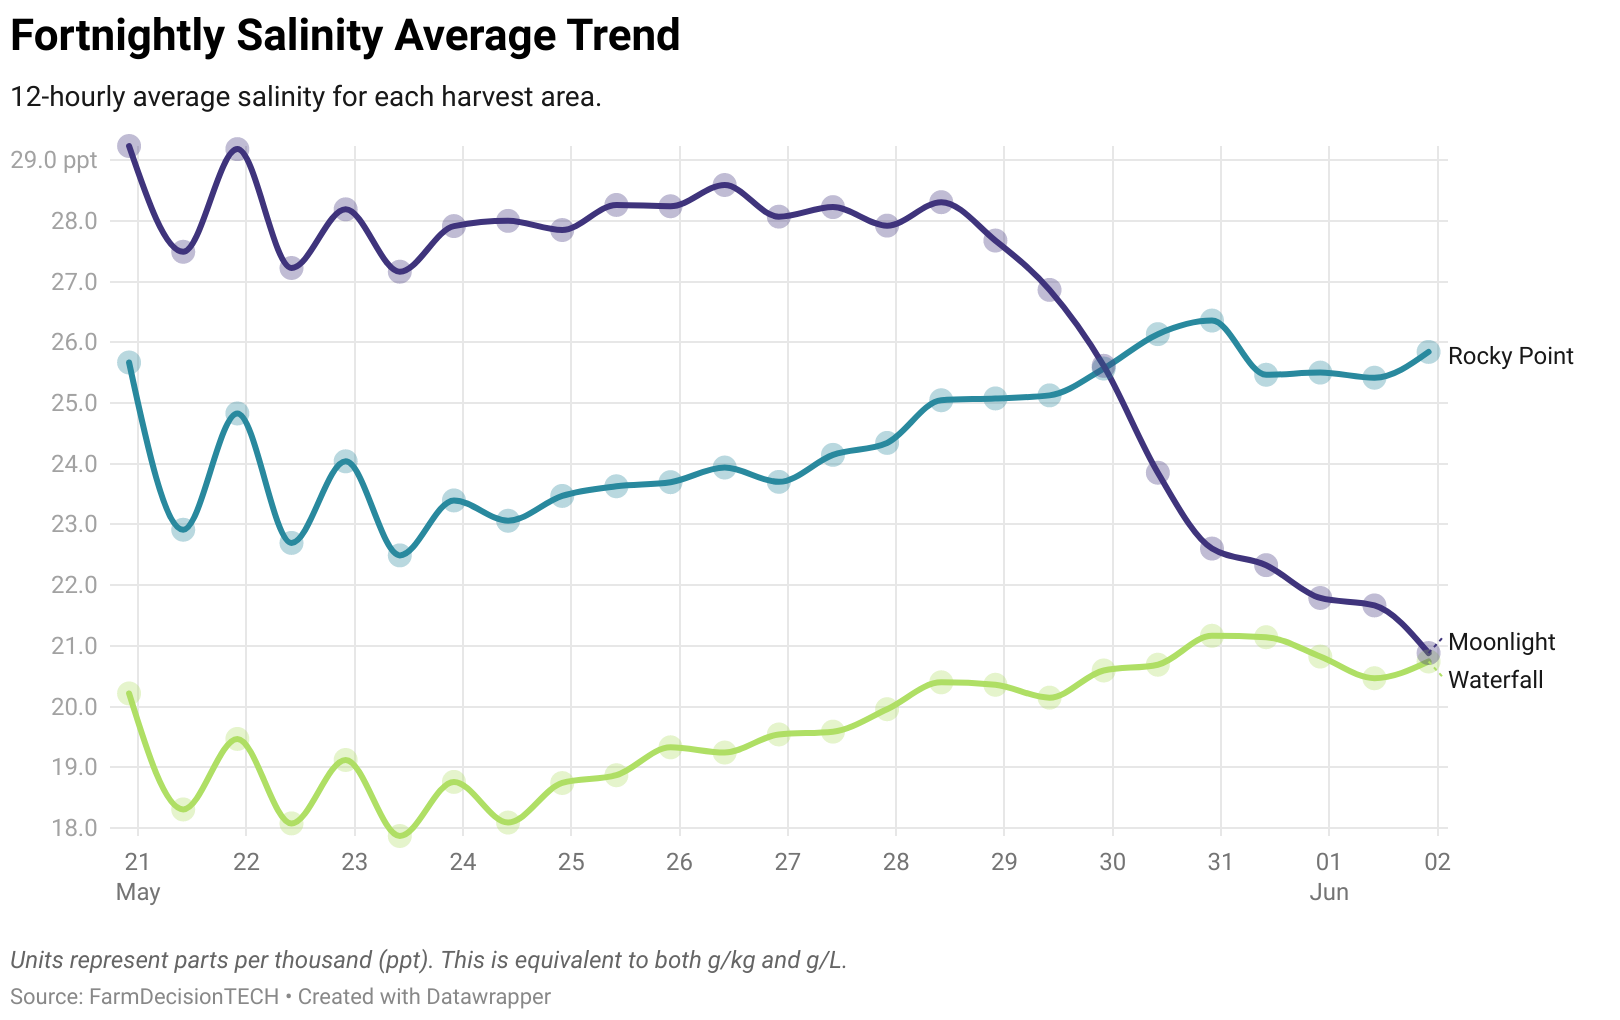 Fortnightly Salinity Average Trend
12-hourly average salinity for each harvest area.
29.0 ppt
28.0
27.0
26.0
Rocky Point
25.0
24.0
23.0
22.0
21.0
Moonlight
Waterfall
20.0
19.0
18.0
21 22 23 24 25 26 27 28 29 30 31 01 02
May Jun
Units represent parts per thousand (ppt). This is equivalent to both g/kg and g/L.
Source: FarmDecisionTECH • Created with Datawrapper